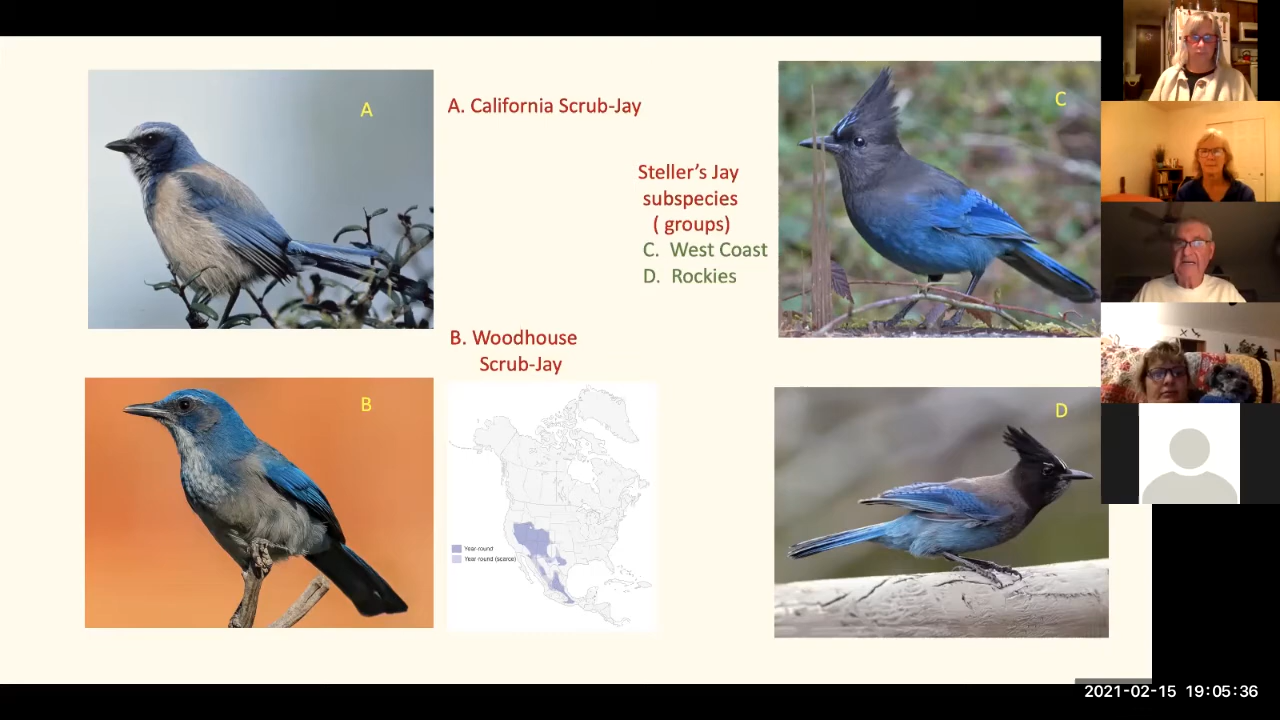 A
A. California Scrub-Jay
C
Steller's Jay
subspecies
( groups)
C. West Coast
D. Rockies
B. Woodhouse
Scrub-Jay
B
D
Year-round
Year-round (scarce)
2021-02-15 19:05:36